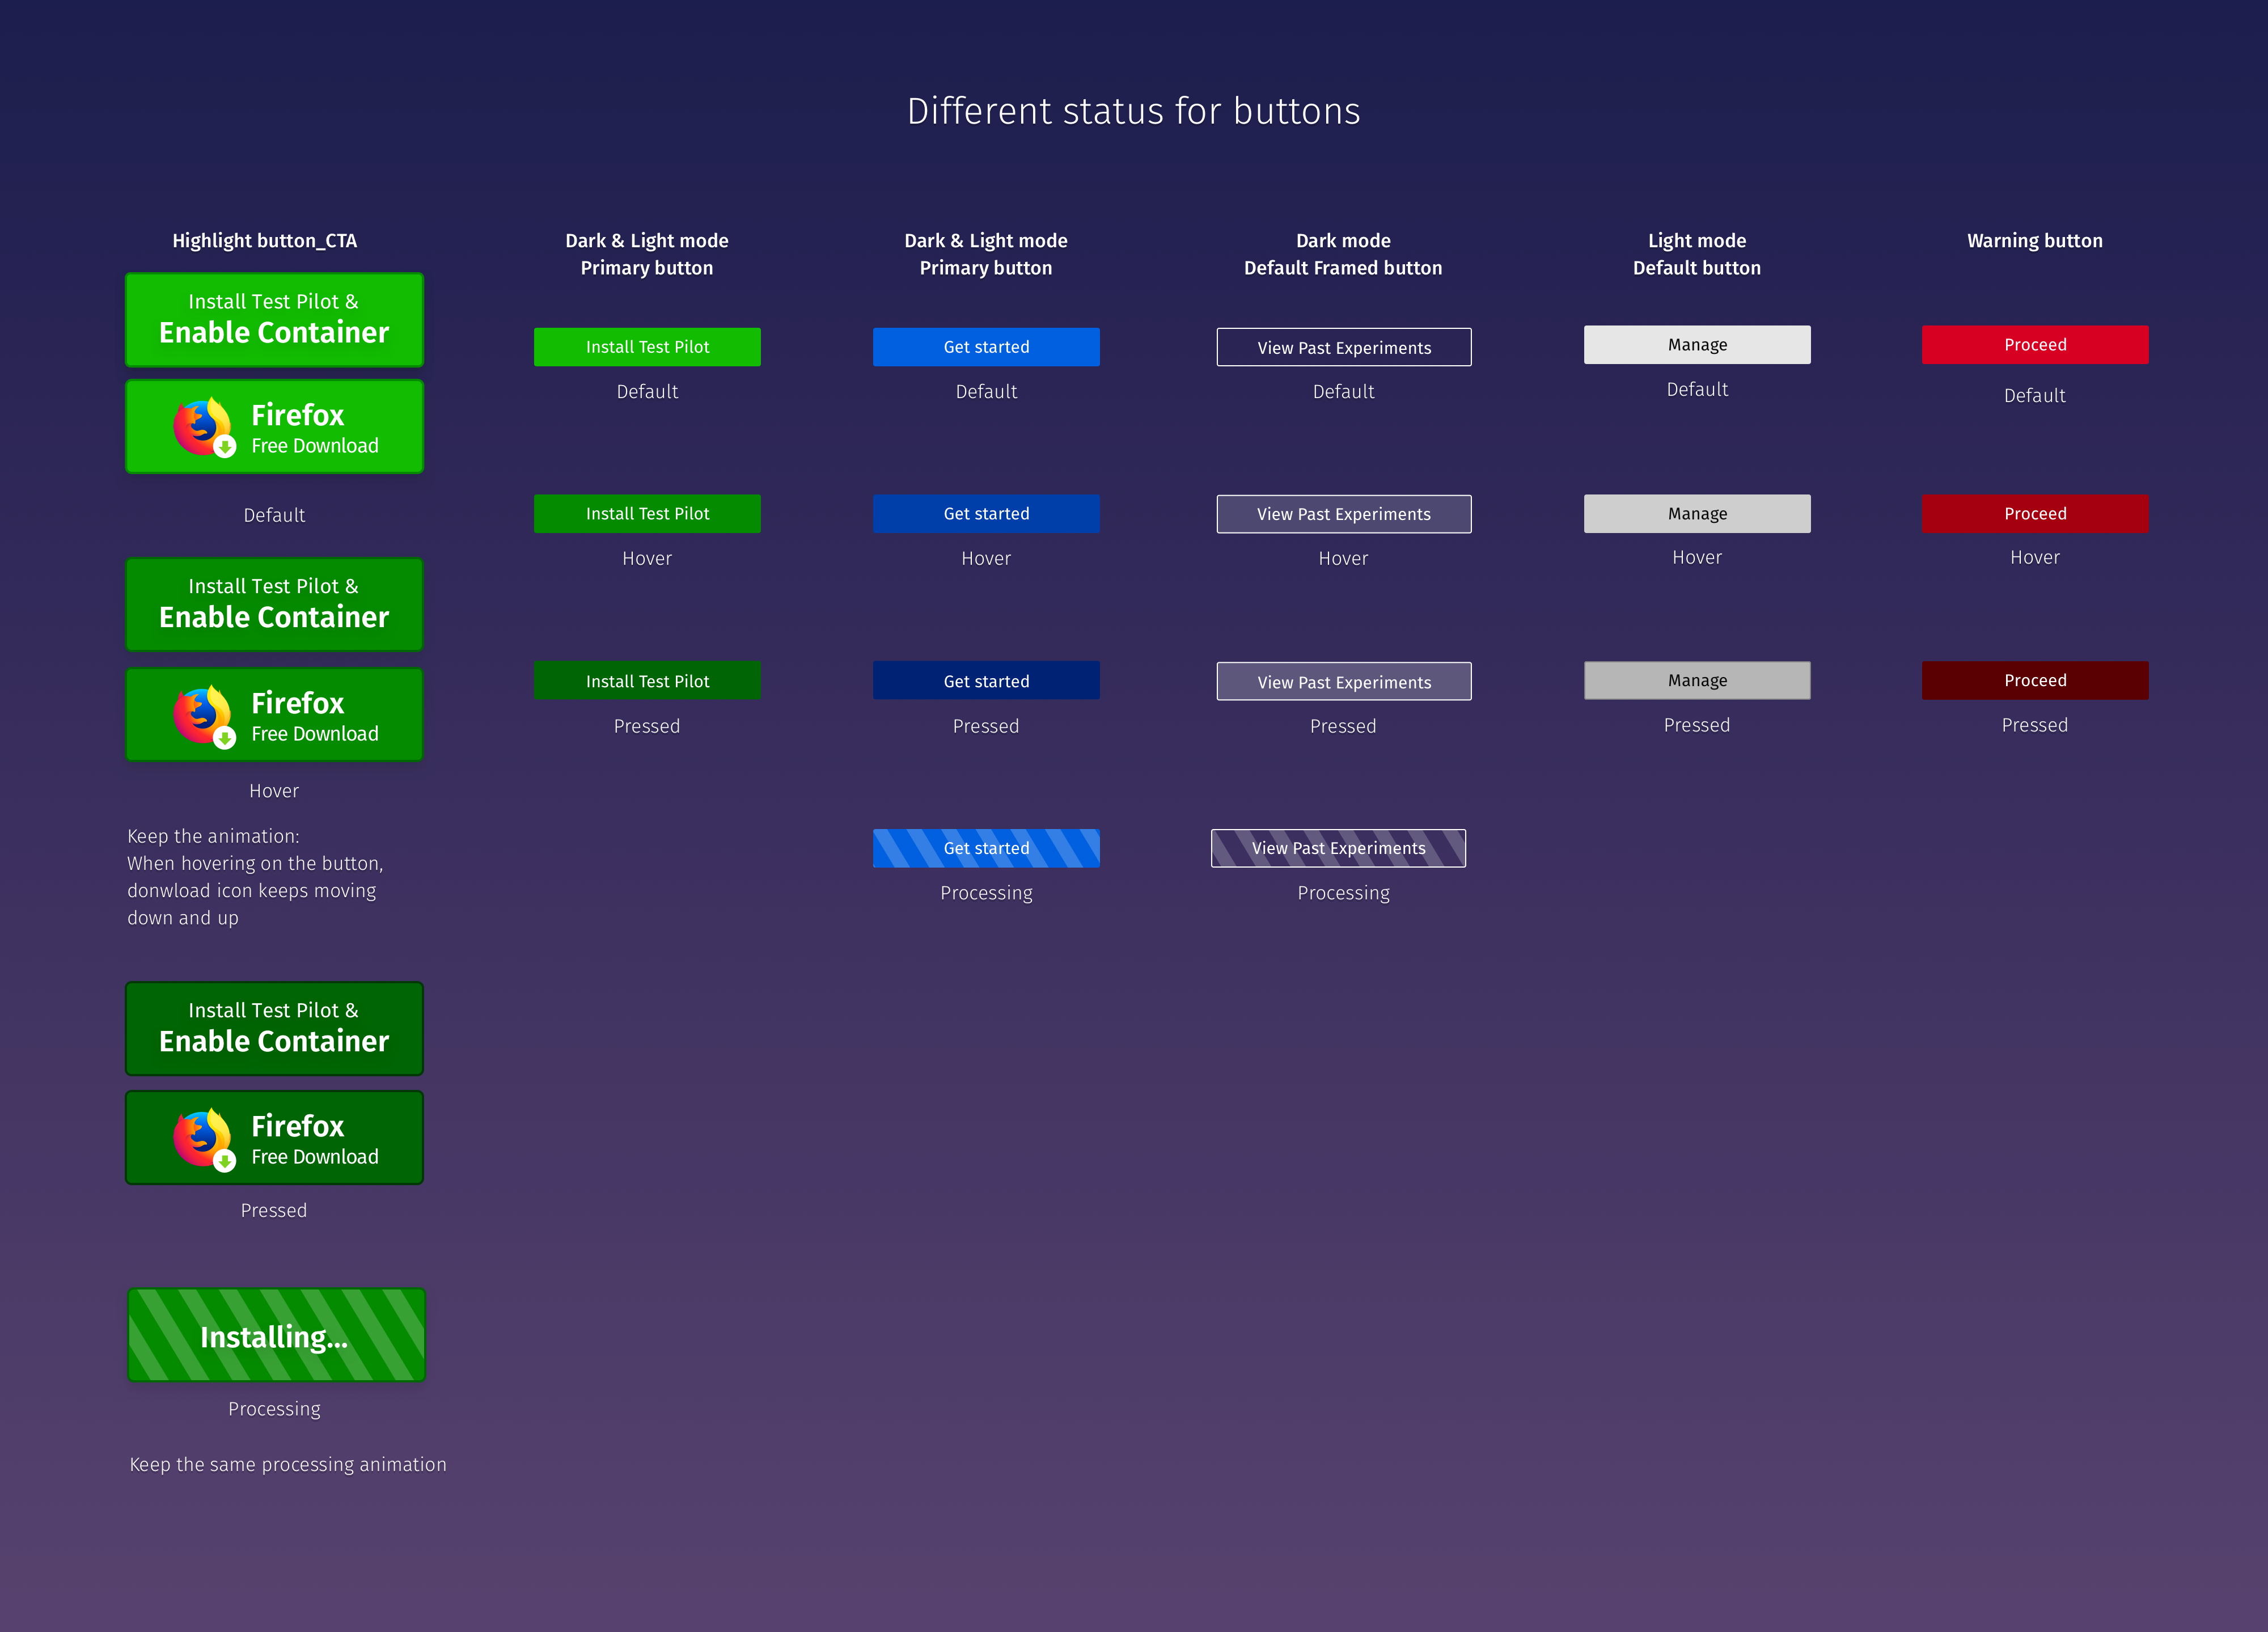 Different status for buttons
Highlight button_CTA
Install Test Pilot &
Enable Container
Firefox
Free Download
Default
Install Test Pilot &
Enable Container
Firefox
Free Download
Hover
Keep the animation:
When hovering on the button,
donwload icon keeps moving
down and up
Install Test Pilot &
Enable Container
Firefox
Free Download
Pressed
Installing...
Processing
Keep the same processing animation
Dark & Light mode
Primary button
Install Test Pilot
Default
Install Test Pilot
Hover
Install Test Pilot
Pressed
Dark & Light mode
Primary button
Get started
Default
Get started
Hover
Get started
Pressed
Get started
Processing
Dark mode
Default Framed button
View Past Experiments
Default
View Past Experiments
Hover
View Past Experiments
Pressed
View Past Experiments
Processing
Light mode
Default button
Manage
Default
Manage
Hover
Manage
Pressed
Warning button
Proceed
Default
Proceed
Hover
Proceed
Pressed